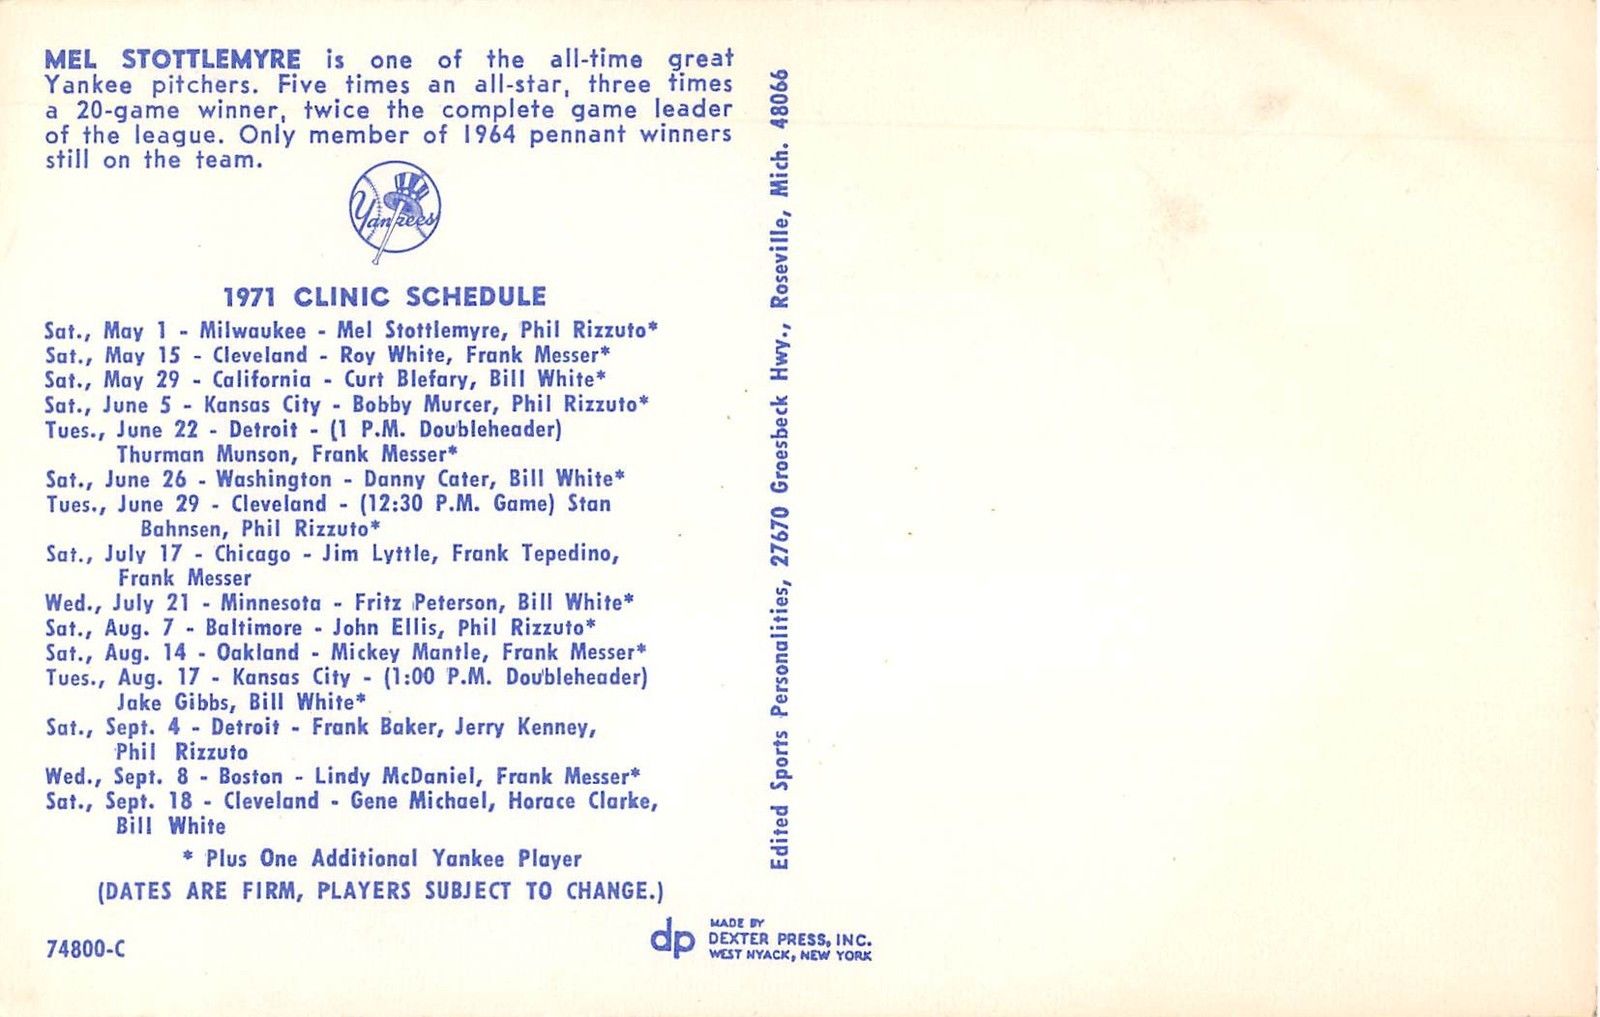 MEL STOTTLEMYRE is one of the all-time great
Yankee pitchers. Five times an all-star, three times
a 20-game winner, twice the complete game leader
of the league. Only member of 1964 pennant winners
still on the team.
Yankees
1971 CLINIC SCHEDULE
Sat., May 1 - Milwaukee - Mel Stottlemyre, Phil Rizzuto*
Sat., May 15 - Cleveland - Roy White, Frank Messer*
Sat., May 29 - California - Curt Blefary, Bill White*
Sat., June 5 - Kansas City - Bobby Murcer, Phil Rizzuto*
Tues., June 22 - Detroit - (1 P.M. Doubleheader)
Thurman Munson, Frank Messer*
Sat., June 26 - Washington - Danny Cater, Bill White*
Tues., June 29 - Cleveland - (12:30 P.M. Game) Stan
Bahnsen, Phil Rizzuto*
Sat., July 17 - Chicago - Jim Lyttle, Frank Tepedino,
Frank Messer
Wed., July 21 - Minnesota - Fritz Peterson, Bill White*
Sat., Aug. 7 - Baltimore - John Ellis, Phil Rizzuto*
Sat., Aug. 14 - Oakland - Mickey Mantle, Frank Messer*
Tues., Aug. 17 - Kansas City - (1:00 P.M. Doubleheader)
Jake Gibbs, Bill White*
Sat., Sept. 4 - Detroit - Frank Baker, Jerry Kenney,
Phil Rizzuto
Wed., Sept. 8 - Boston - Lindy McDaniel, Frank Messer*
Sat., Sept. 18 - Cleveland - Gene Michael, Horace Clarke,
Bill White
* Plus One Additional Yankee Player
(DATES ARE FIRM, PLAYERS SUBJECT TO CHANGE.)
74800-C
Edited Sports Personalities, 27670 Groesbeck Hwy., Roseville, Mich. 48066
dp
MADE BY
DEXTER PRESS, INC.
WEST NYACK, NEW YORK